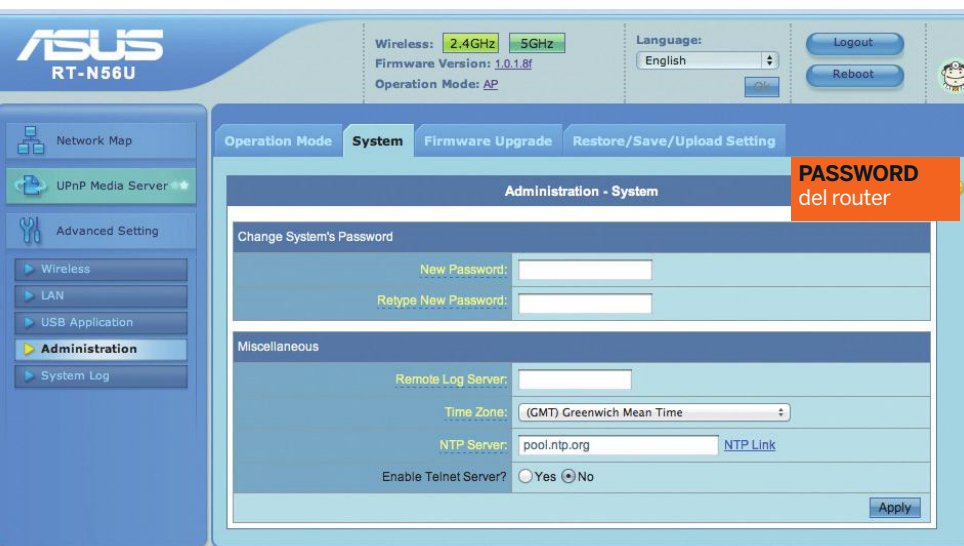 ASUS
RT-N56U
Wireless: 2.4GHz 5GHz
Firmware Version: 1.0.1.8f
Operation Mode: AP
Language:
English
Ok
Logout
Reboot
Network Map
UPnP Media Server
Advanced Setting
Wireless
LAN
USB Application
Administration
System Log
Operation Mode System Firmware Upgrade Restore/Save/Upload Setting
PASSWORD
del router
Administration - System
Change System's Password
New Password:
Retype New Password:
Miscellaneous
Remote Log Server:
Time Zone: (GMT) Greenwich Mean Time
NTP Server: pool.ntp.org NTP Link
Enable Telnet Server? Yes No
Apply